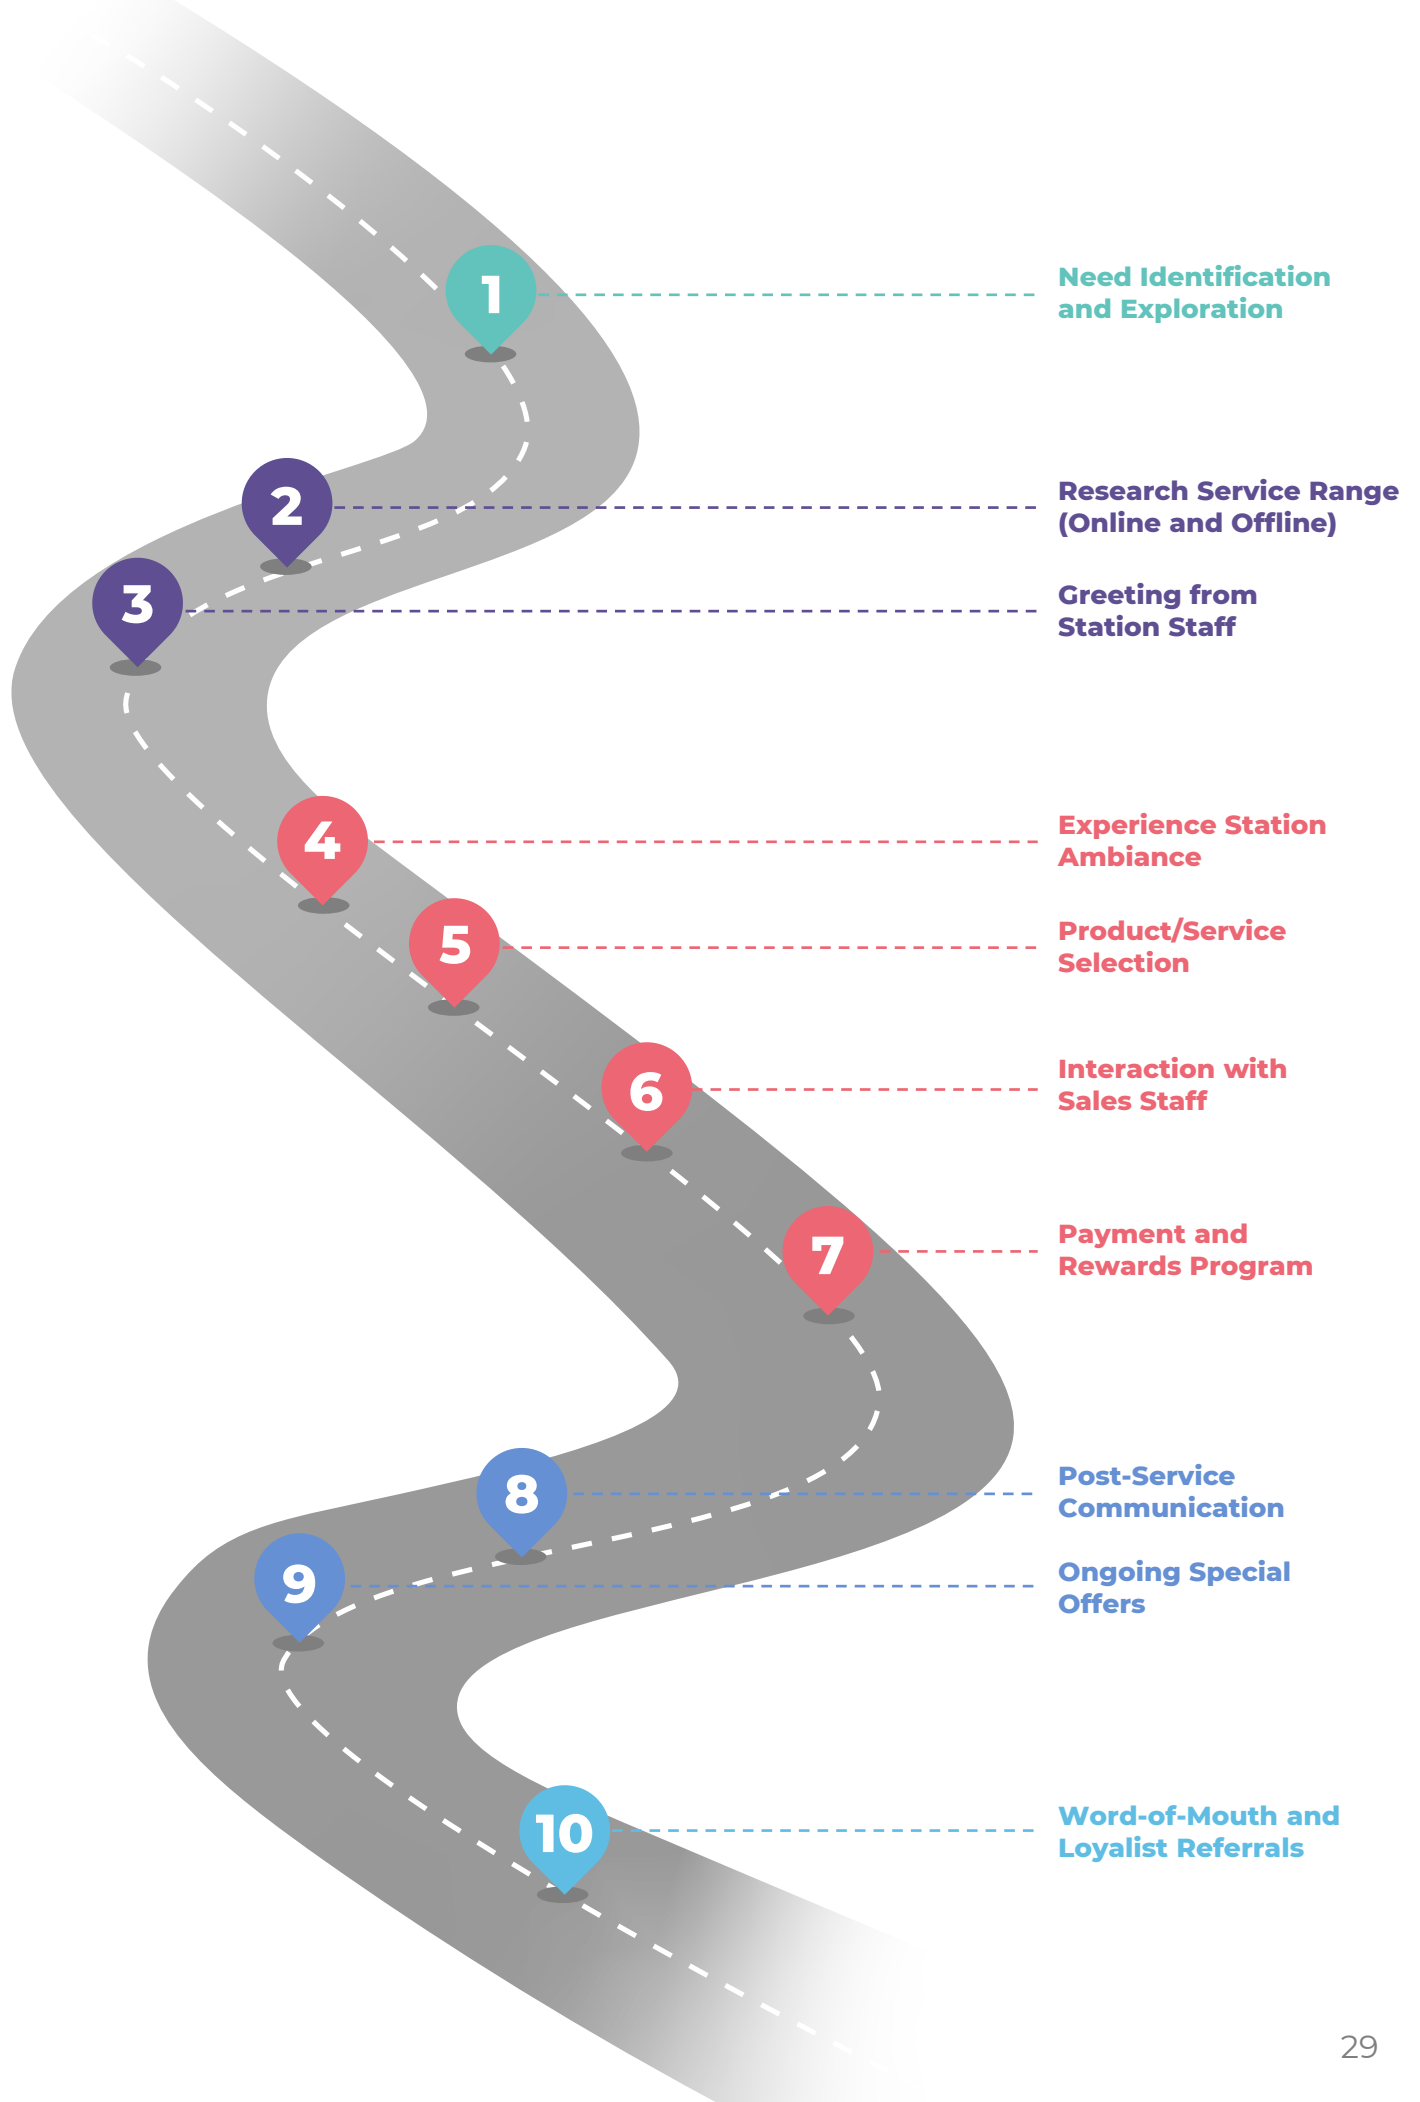 1
Need Identification
and Exploration
2
Research Service Range
(Online and Offline)
3
Greeting from
Station Staff
4
Experience Station
Ambiance
5
Product/Service
Selection
6
Interaction with
Sales Staff
7
Payment and
Rewards Program
8
Post-Service
Communication
9
Ongoing Special
Offers
10
Word-of-Mouth and
Loyalist Referrals
29